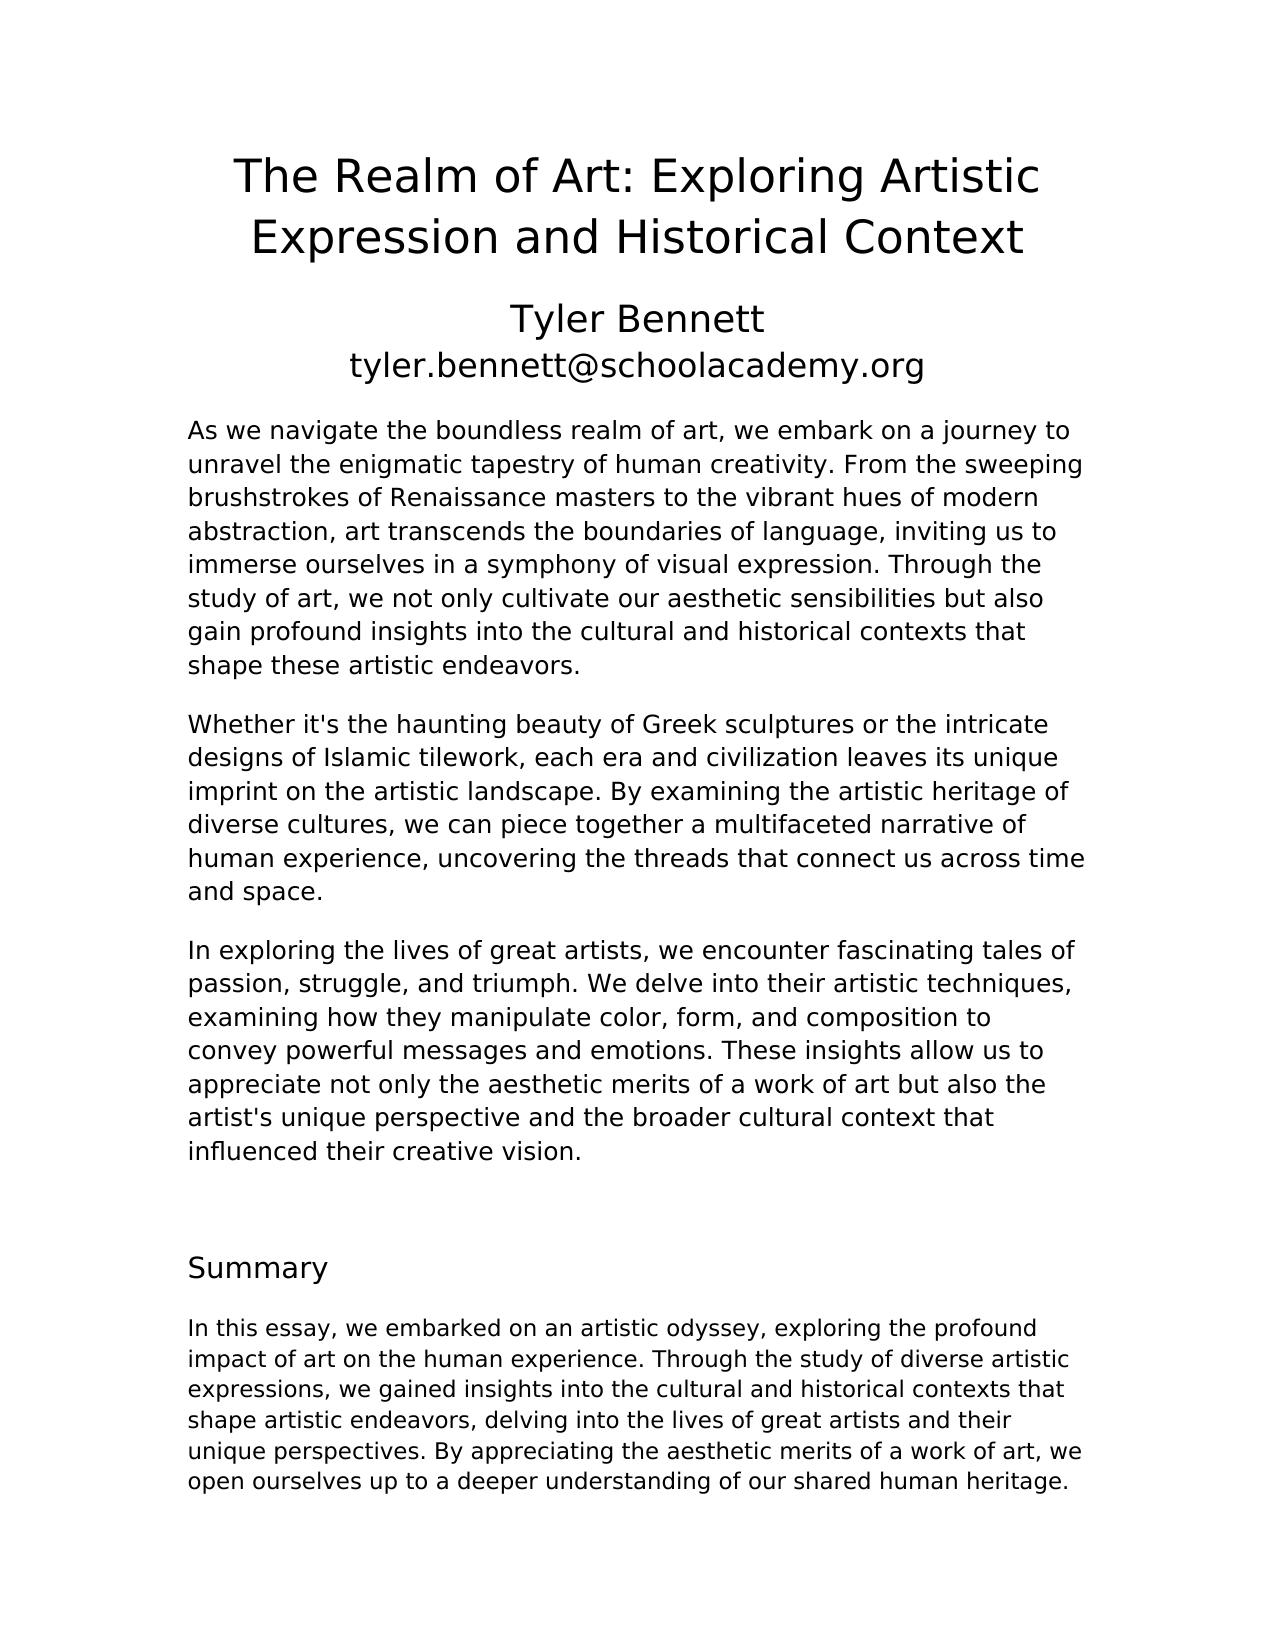 The Realm of Art: Exploring Artistic
Expression and Historical Context
Tyler Bennett
tyler.bennett@schoolacademy.org
As we navigate the boundless realm of art, we embark on a journey to
unravel the enigmatic tapestry of human creativity. From the sweeping
brushstrokes of Renaissance masters to the vibrant hues of modern
abstraction, art transcends the boundaries of language, inviting us to
immerse ourselves in a symphony of visual expression. Through the
study of art, we not only cultivate our aesthetic sensibilities but also
gain profound insights into the cultural and historical contexts that
shape these artistic endeavors.
Whether it's the haunting beauty of Greek sculptures or the intricate
designs of Islamic tilework, each era and civilization leaves its unique
imprint on the artistic landscape. By examining the artistic heritage of
diverse cultures, we can piece together a multifaceted narrative of
human experience, uncovering the threads that connect us across time
and space.
In exploring the lives of great artists, we encounter fascinating tales of
passion, struggle, and triumph. We delve into their artistic techniques,
examining how they manipulate color, form, and composition to
convey powerful messages and emotions. These insights allow us to
appreciate not only the aesthetic merits of a work of art but also the
artist's unique perspective and the broader cultural context that
influenced their creative vision.
Summary
In this essay, we embarked on an artistic odyssey, exploring the profound
impact of art on the human experience. Through the study of diverse artistic
expressions, we gained insights into the cultural and historical contexts that
shape artistic endeavors, delving into the lives of great artists and their
unique perspectives. By appreciating the aesthetic merits of a work of art, we
open ourselves up to a deeper understanding of our shared human heritage.